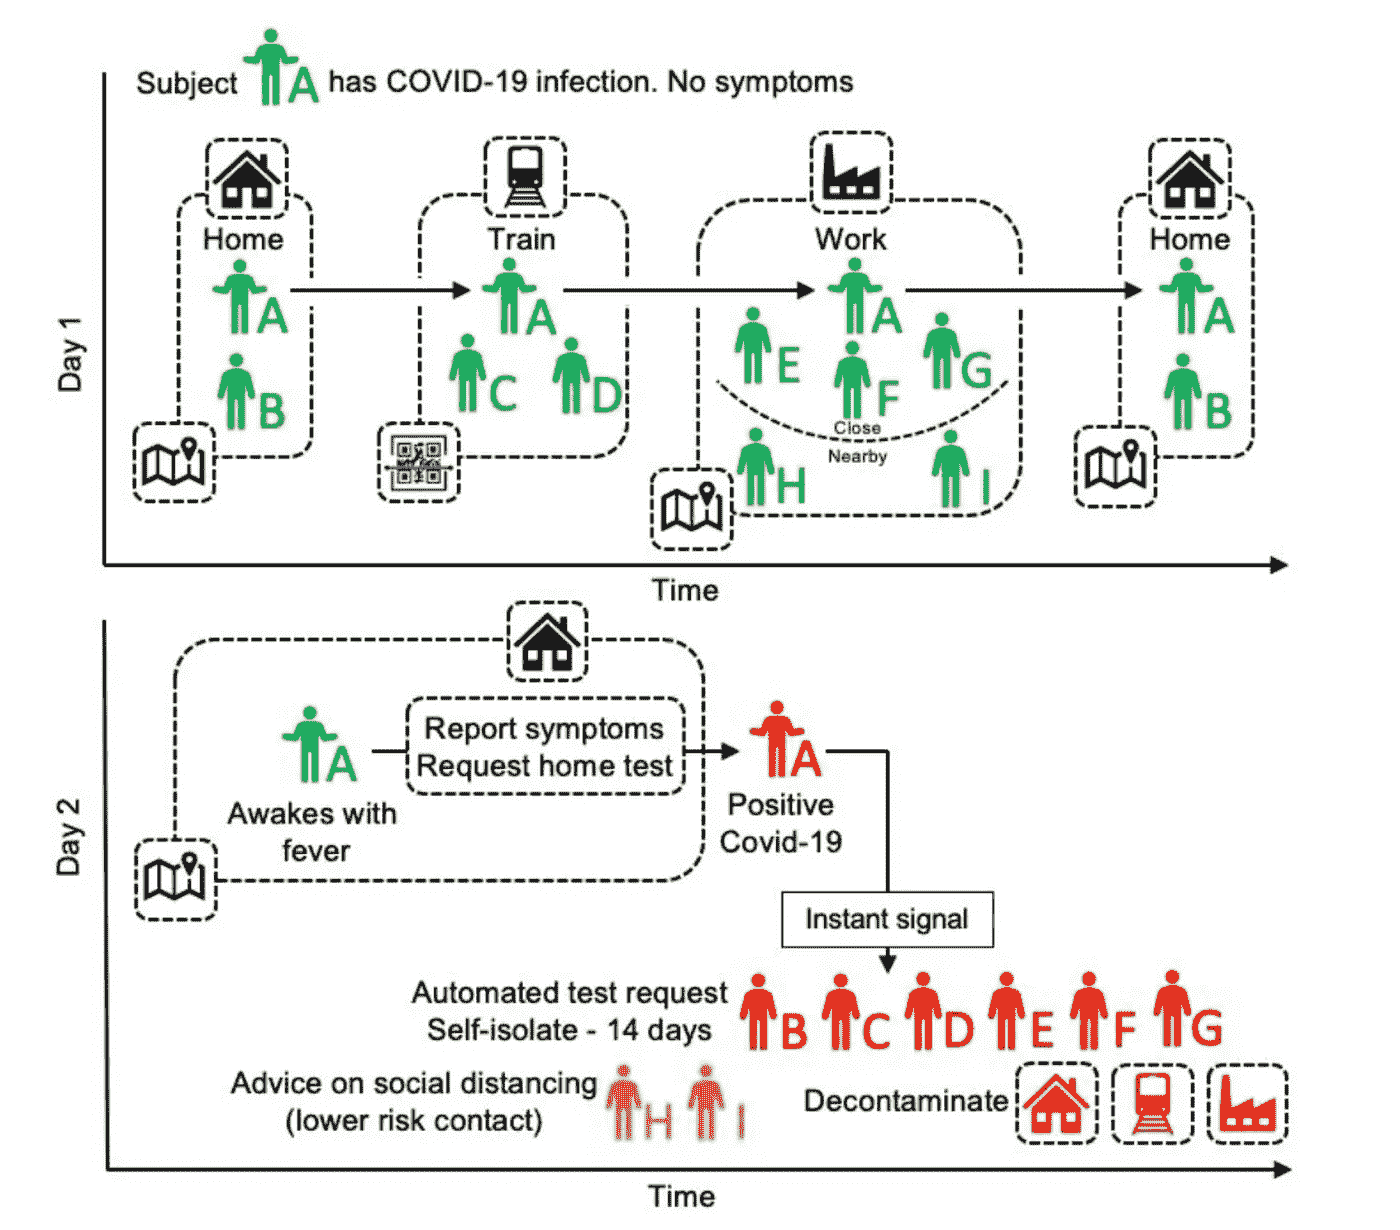 Subject A has COVID-19 infection. No symptoms
Home
Train
Work
Home
A
A
A
A
B
C
D
E
F
G
B
Close
Nearby
H
I
Day 1
Time
Report symptoms
Request home test
A
A
Awakes with
fever
Positive
Covid-19
Day 2
Instant signal
Automated test request
Self-isolate - 14 days
B C D E F G
Advice on social distancing
(lower risk contact)
H I
Decontaminate
Time